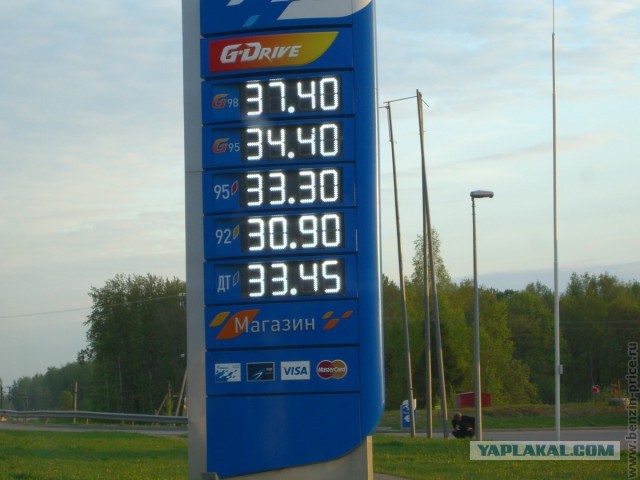 G-DRIVE
G98 37.40
G95 34.40
95 33.30
92 30.90
ДТ 33.45
Магазин
VISA MasterCard
YAPLAKAL.COM
www.benzin-price.ru